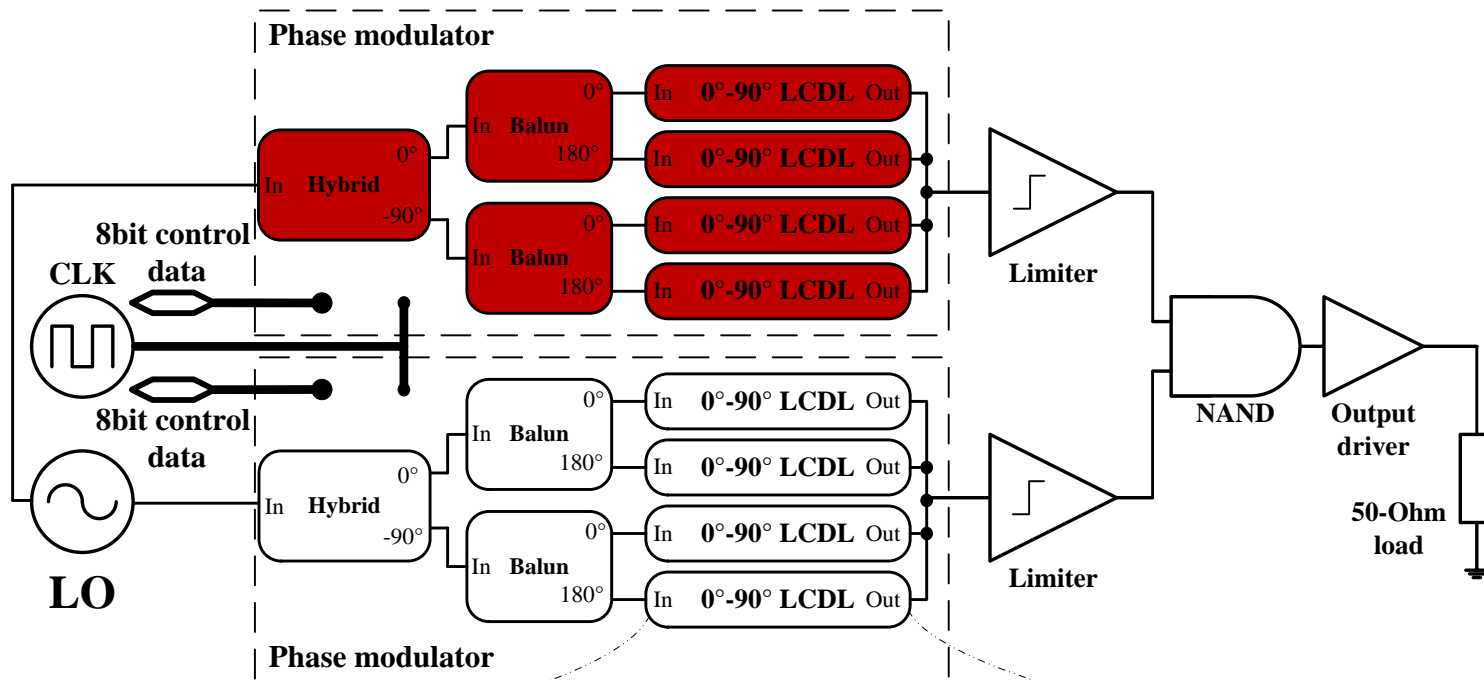 Phase modulator
0°
In Balun
180°
In 0°-90° LCDL Out
In 0°-90° LCDL Out
0°
In Hybrid
-90°
0°
In Balun
180°
In 0°-90° LCDL Out
In 0°-90° LCDL Out
Limiter
8bit control
data
CLK
8bit control
data
LO
0°
In Balun
180°
In 0°-90° LCDL Out
In 0°-90° LCDL Out
0°
In Hybrid
-90°
0°
In Balun
180°
In 0°-90° LCDL Out
In 0°-90° LCDL Out
Phase modulator
Limiter
NAND
Output
driver
50-Ohm
load